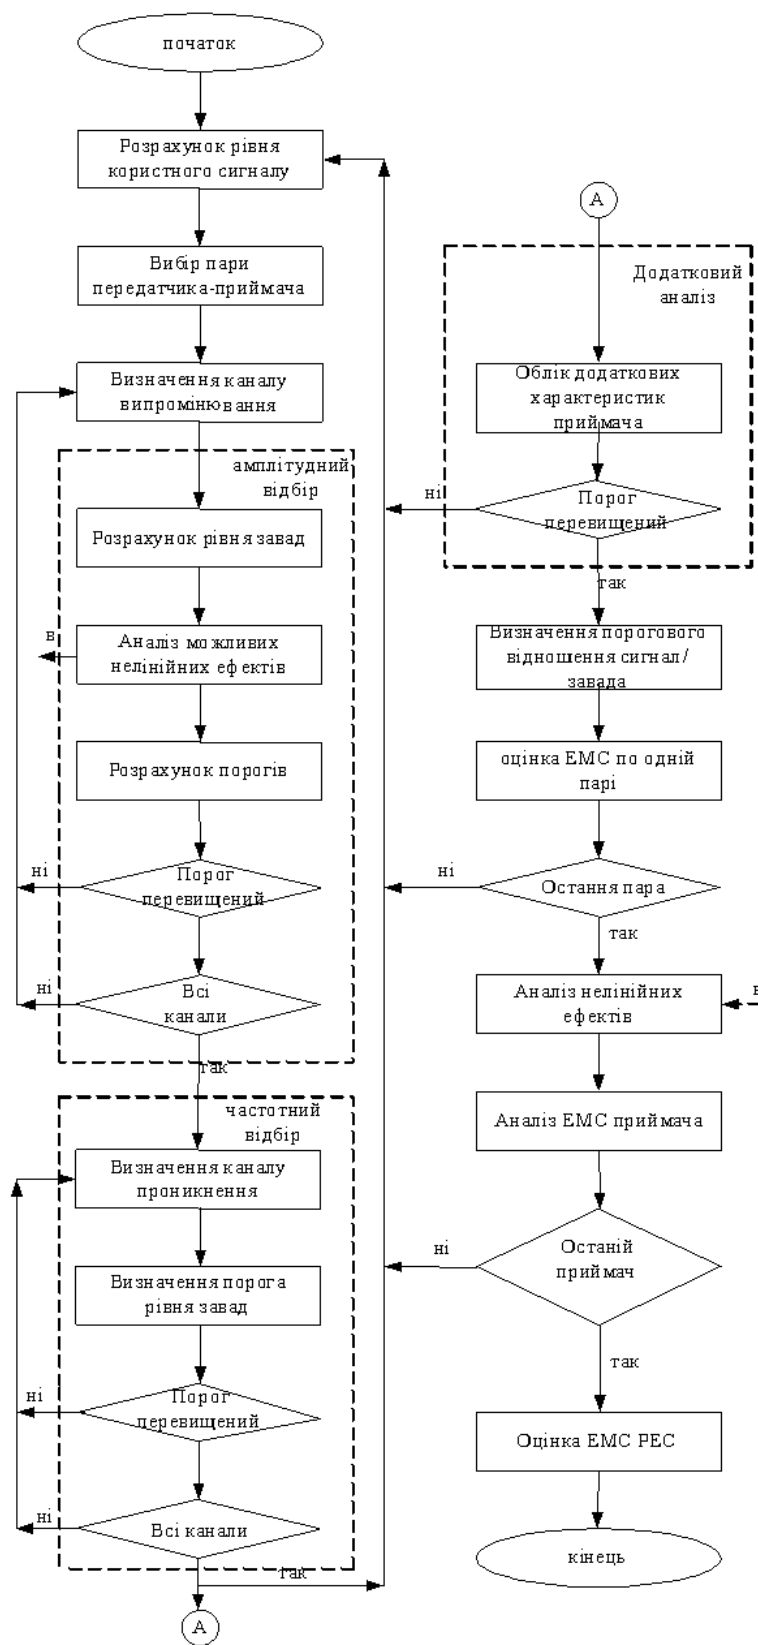 початок
Розрахунок рівня
користного сигналу
Вибір пари
передатчика-приймача
Визначення каналу
випромінювання
амплітудний
відбір
Розрахунок рівня завад
в
Аналіз можливих
нелінійних ефектів
Розрахунок порогів
ні
Порог
перевищений
ні
Всі
канали
так
частотний
відбір
Визначення каналу
проникнення
Визначення порога
рівня завад
ні
Порог
перевищений
ні
Всі канали
так
А
А
Додатковий
аналіз
Облік додаткових
характеристик
приймача
ні
Порог
перевищений
так
Визначення порогового
відношення сигнал/
завада
оцінка ЕМС по одній
парі
ні
Остання пара
так
Аналіз нелінійних
ефектів
в
Аналіз ЕМС приймача
ні
Останій
приймач
так
Оцінка ЕМС РЕС
кінець